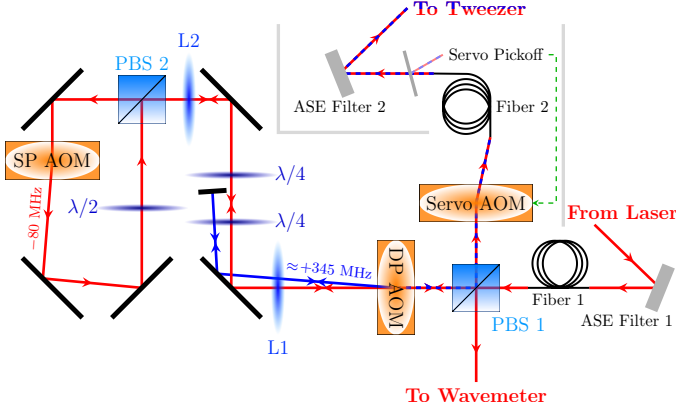 To Tweezer
L2
PBS 2
Servo Pickoff
ASE Filter 2
Fiber 2
SP AOM
λ/4
λ/2
−80 MHz
λ/4
Servo AOM
From Laser
≈+345 MHz
DP AOM
Fiber 1
ASE Filter 1
PBS 1
L1
To Wavemeter